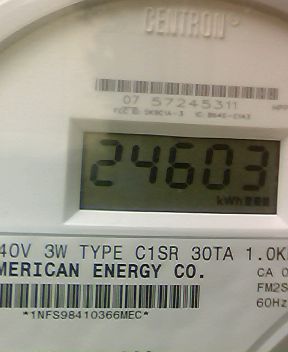 CENTRON®
07 57245311
24603
kWh
40V 3W TYPE C1SR 30TA 1.0K
MERICAN ENERGY CO.
CA 0
FM2S
60Hz
*1NFS98410366MEC*